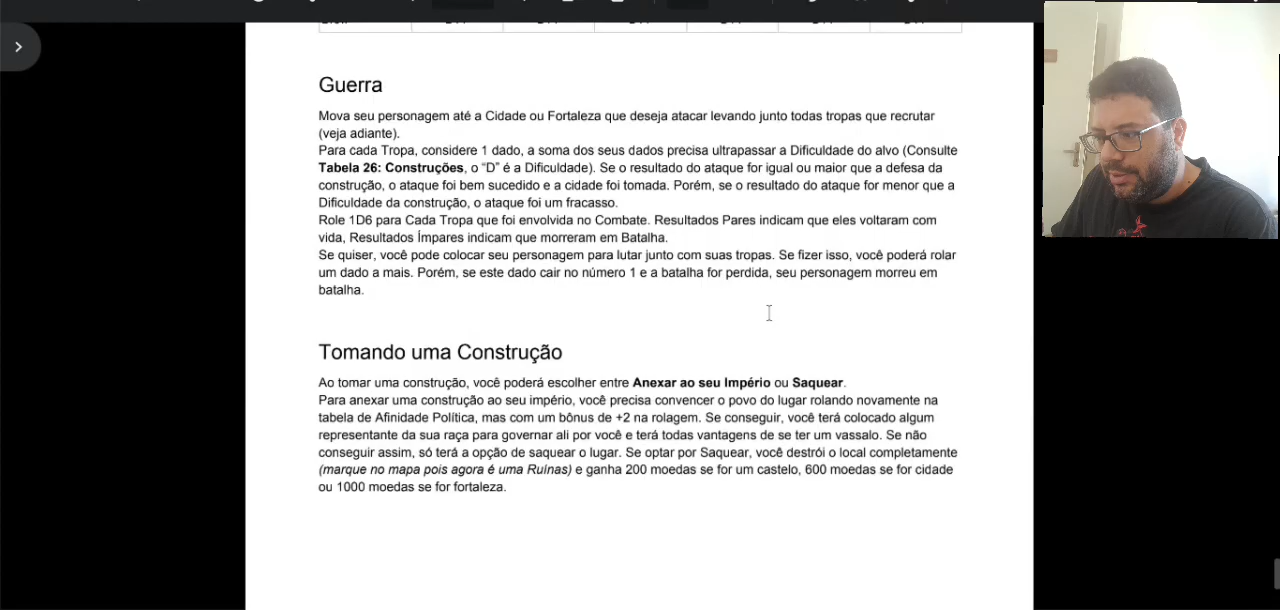 Guerra
Mova seu personagem até a Cidade ou Fortaleza que deseja atacar levando junto todas tropas que recrutar
(veja adiante).
Para cada Tropa, considere 1 dado, a soma dos seus dados precisa ultrapassar a Dificuldade do alvo (Consulte
Tabela 26: Construções, o “D” é a Dificuldade). Se o resultado do ataque for igual ou maior que a defesa da
construção, o ataque foi bem sucedido e a cidade foi tomada. Porém, se o resultado do ataque for menor que a
Dificuldade da construção, o ataque foi um fracasso.
Role 1D6 para Cada Tropa que foi envolvida no Combate. Resultados Pares indicam que eles voltaram com
vida, Resultados Ímpares indicam que morreram em Batalha.
Se quiser, você pode colocar seu personagem para lutar junto com suas tropas. Se fizer isso, você poderá rolar
um dado a mais. Porém, se este dado cair no número 1 e a batalha for perdida, seu personagem morreu em
batalha.
Tomando uma Construção
Ao tomar uma construção, você poderá escolher entre Anexar ao seu Império ou Saquear.
Para anexar uma construção ao seu império, você precisa convencer o povo do lugar rolando novamente na
tabela de Afinidade Política, mas com um bônus de +2 na rolagem. Se conseguir, você terá colocado algum
representante da sua raça para governar ali por você e terá todas vantagens de se ter um vassalo. Se não
conseguir assim, só terá a opção de saquear o lugar. Se optar por Saquear, você destrói o local completamente
(marque no mapa pois agora é uma Ruínas) e ganha 200 moedas se for um castelo, 600 moedas se for cidade
ou 1000 moedas se for fortaleza.